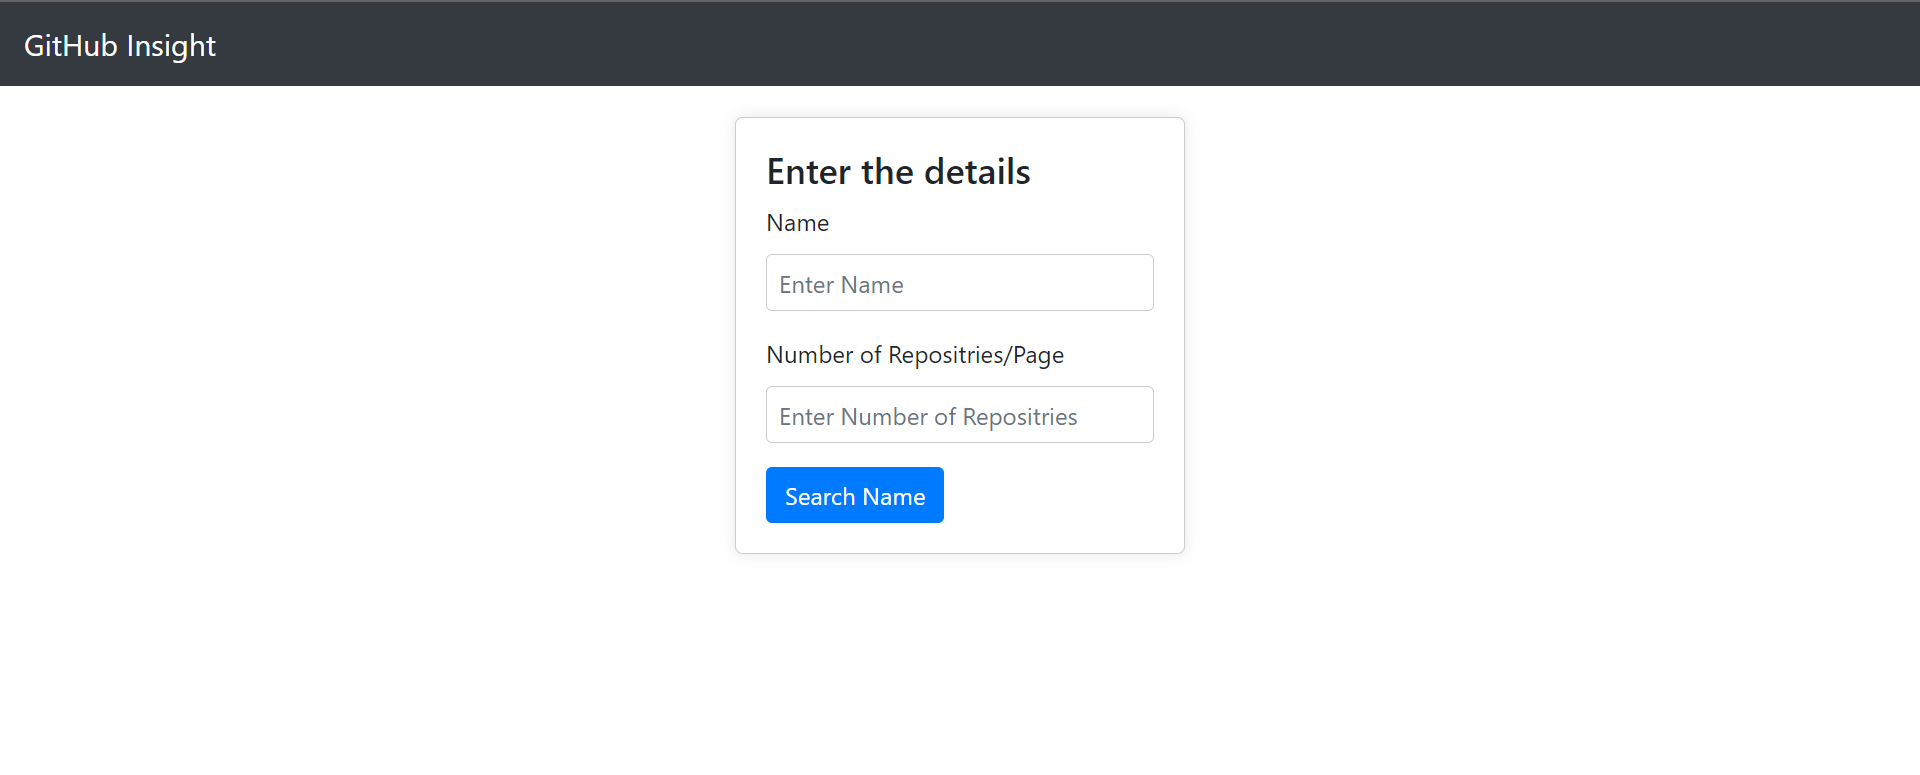 GitHub Insight
Enter the details
Name
Enter Name
Number of Repositries/Page
Enter Number of Repositries
Search Name